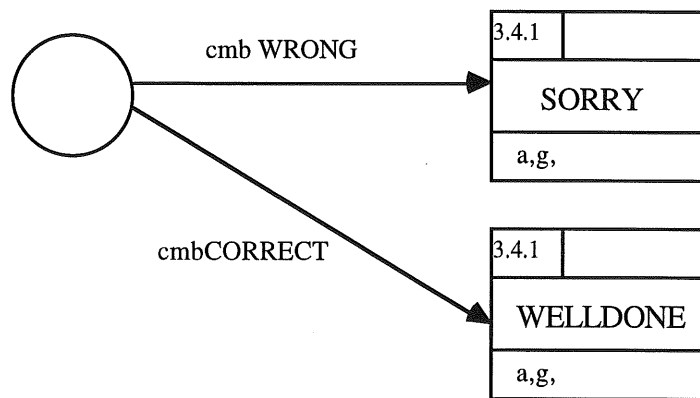 3.4.1
cmb WRONG
SORRY
a,g,
3.4.1
cmbCORRECT
WELLDONE
a,g,